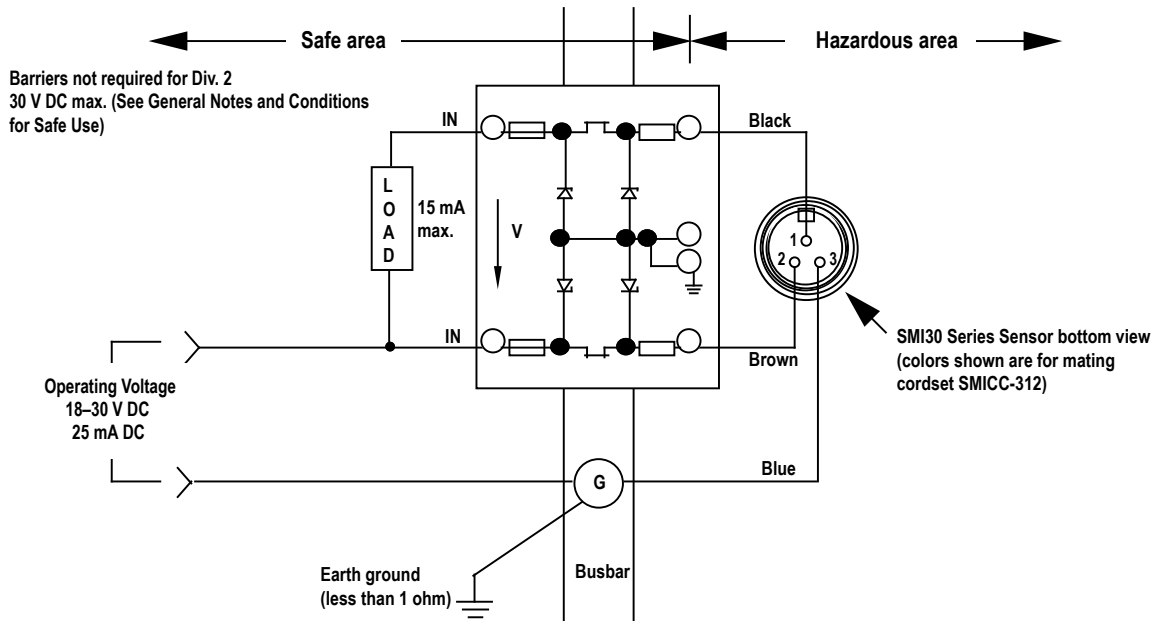 Safe area
Hazardous area
Barriers not required for Div. 2
30 V DC max. (See General Notes and Conditions
for Safe Use)
IN
Black
L
O
A
D
15 mA
max.
V
1
2
3
IN
Brown
SMI30 Series Sensor bottom view
(colors shown are for mating
cordset SMICC-312)
Operating Voltage
18–30 V DC
25 mA DC
Blue
G
Earth ground
(less than 1 ohm)
Busbar